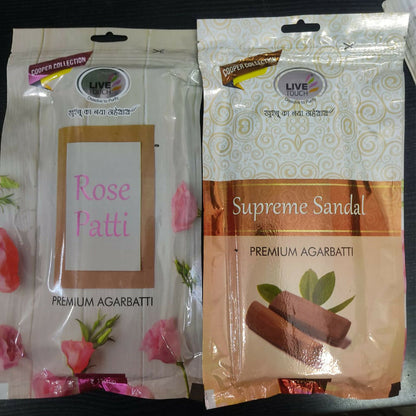 COOPER COLLECTION
LIVE
TOUCH
खुशबू का नया अहसास
Rose
Patti
PREMIUM AGARBATTI
COOPER COLLECTION
LIVE
TOUCH
खुशबू का नया अहसास
Supreme Sandal
PREMIUM AGARBATTI